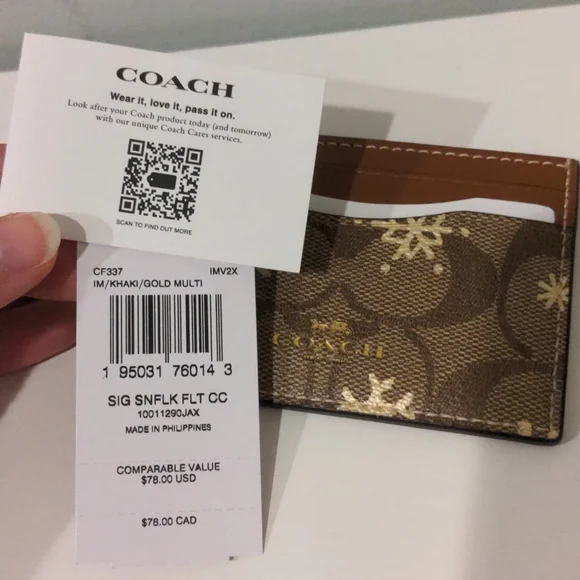 COACH
Wear it, love it, pass it on.
Look after your Coach product today (and tomorrow)
with our unique Coach Cares services.
SCAN TO FIND OUT MORE
CF337 IMV2X
IM/KHAKI/GOLD MULTI
1 95031 76014 3
SIG SNFLK FLT CC
10011290JAX
MADE IN PHILIPPINES
COMPARABLE VALUE
$78.00 USD
$78.00 CAD
COACH